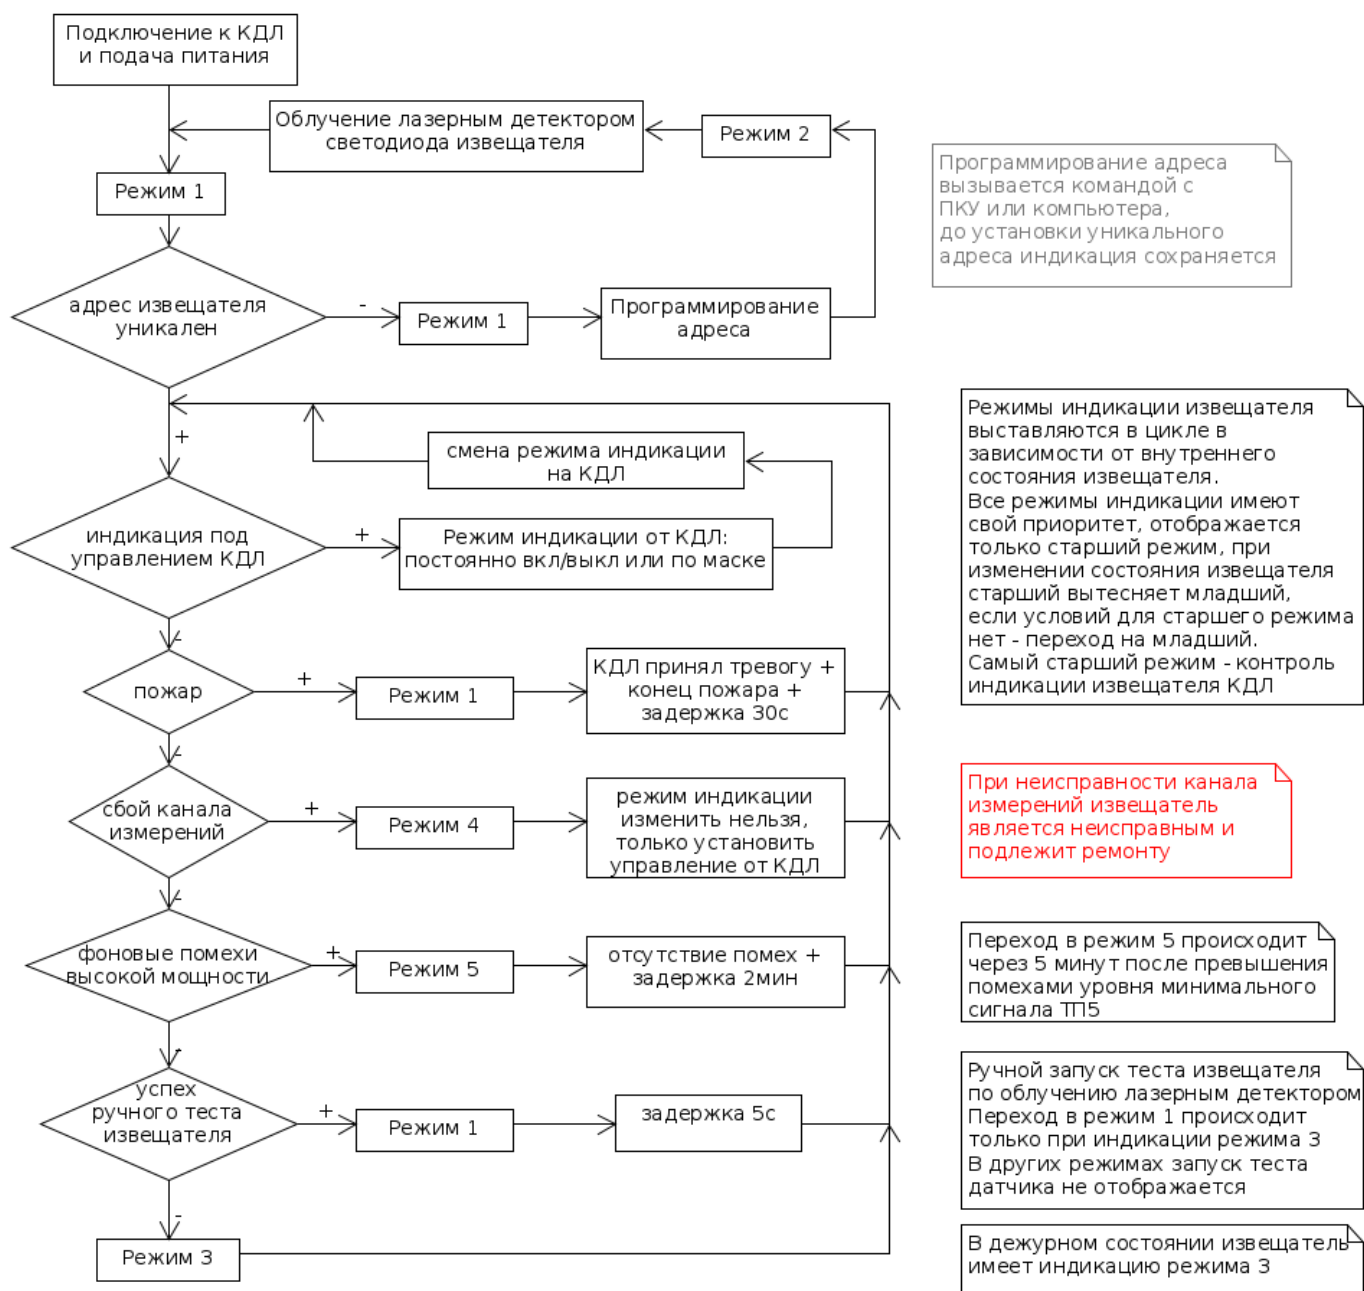 Подключение к КДЛ
и подача питания
Облучение лазерным детектором
светодиода извещателя
Режим 2
Режим 1
Программирование адреса
вызывается командой с
ПКУ или компьютера,
до установки уникального
адреса индикация сохраняется
адрес извещателя
уникален
-
Режим 1
Программирование
адреса
+
смена режима индикации
на КДЛ
Режимы индикации извещателя
выставляются в цикле в
зависимости от внутреннего
состояния извещателя.
Все режимы индикации имеют
свой приоритет, отображается
только старший режим, при
изменении состояния извещателя
старший вытесняет младший,
если условий для старшего режима
нет - переход на младший.
Самый старший режим - контроль
индикации извещателя КДЛ
индикация под
управлением КДЛ
+
Режим индикации от КДЛ:
постоянно вкл/выкл или по маске
-
пожар
+
Режим 1
КДЛ принял тревогу +
конец пожара +
задержка 30с
-
сбой канала
измерений
+
Режим 4
режим индикации
изменить нельзя,
только установить
управление от КДЛ
При неисправности канала
измерений извещатель
является неисправным и
подлежит ремонту
-
фоновые помехи
высокой мощности
+
Режим 5
отсутствие помех +
задержка 2мин
Переход в режим 5 происходит
через 5 минут после превышения
помехами уровня минимального
сигнала ТП5
-
успех
ручного теста
извещателя
+
Режим 1
задержка 5с
Ручной запуск теста извещателя
по облучению лазерным детектором
Переход в режим 1 происходит
только при индикации режима 3
В других режимах запуск теста
датчика не отображается
-
Режим 3
В дежурном состоянии извещатель
имеет индикацию режима 3